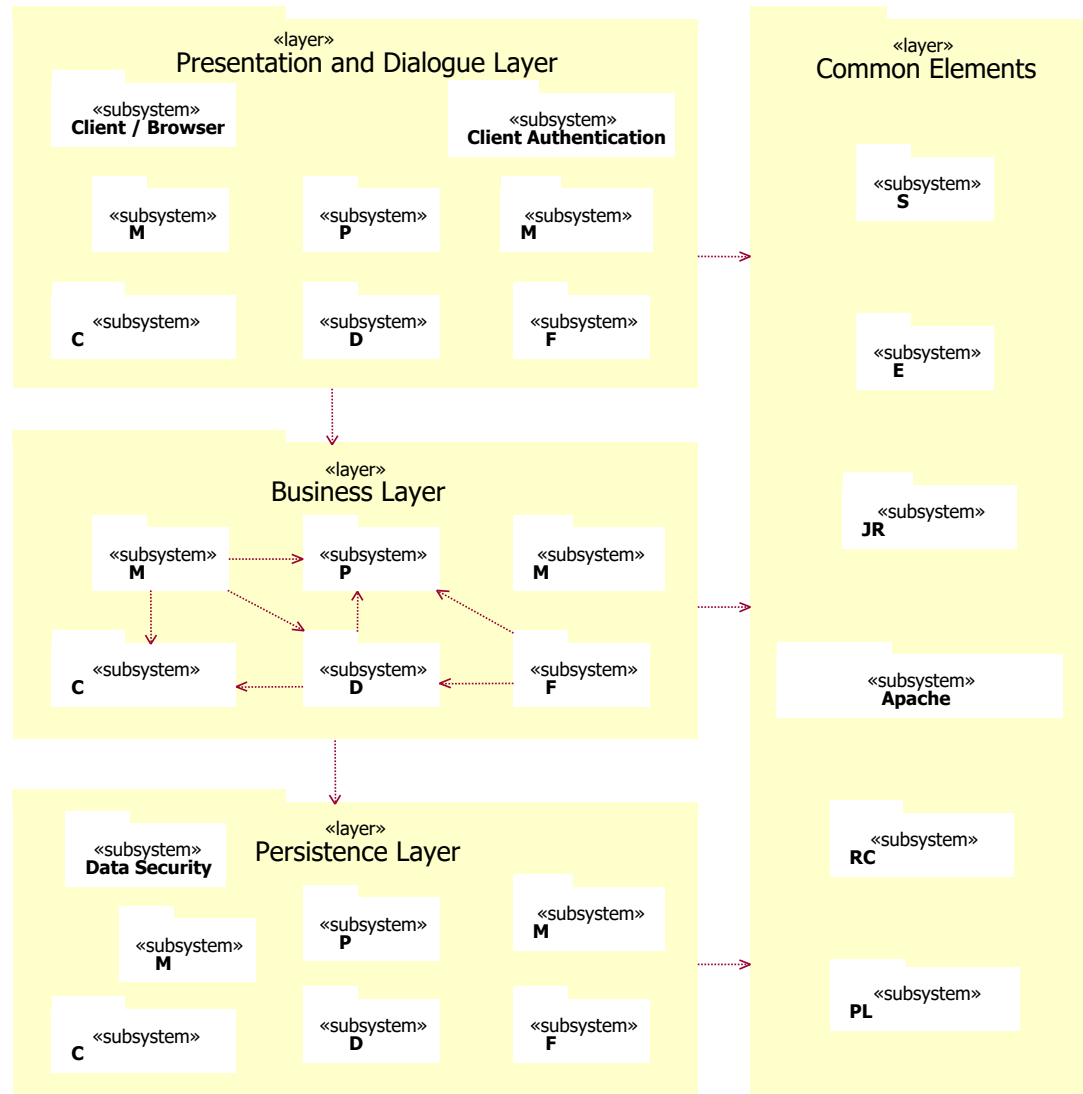 «layer»
Presentation and Dialogue Layer
«subsystem»
Client / Browser
«subsystem»
Client Authentication
«subsystem»
M
«subsystem»
P
«subsystem»
M
«subsystem»
C
«subsystem»
D
«subsystem»
F
«layer»
Business Layer
«subsystem»
M
«subsystem»
P
«subsystem»
M
«subsystem»
C
«subsystem»
D
«subsystem»
F
«layer»
Persistence Layer
«subsystem»
Data Security
«subsystem»
M
«subsystem»
P
«subsystem»
M
«subsystem»
C
«subsystem»
D
«subsystem»
F
«layer»
Common Elements
«subsystem»
S
«subsystem»
E
«subsystem»
JR
«subsystem»
Apache
«subsystem»
RC
«subsystem»
PL